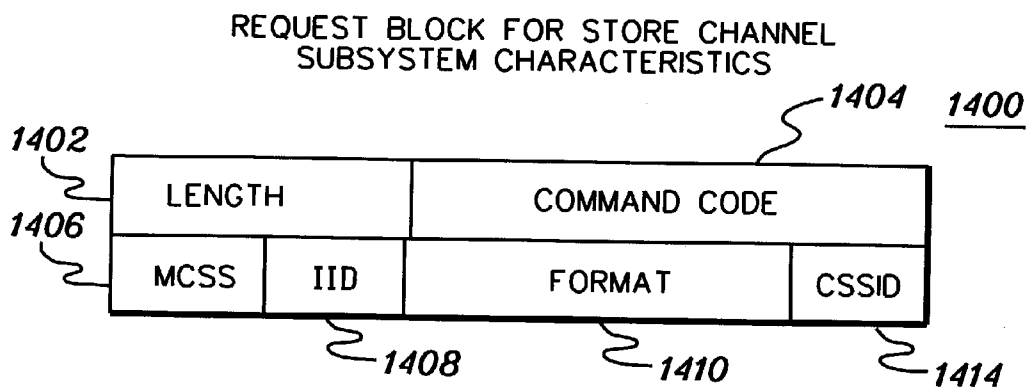 REQUEST BLOCK FOR STORE CHANNEL
SUBSYSTEM CHARACTERISTICS
1404
1400
1402
LENGTH
COMMAND CODE
1406
MCSS
IID
FORMAT
CSSID
1408
1410
1414